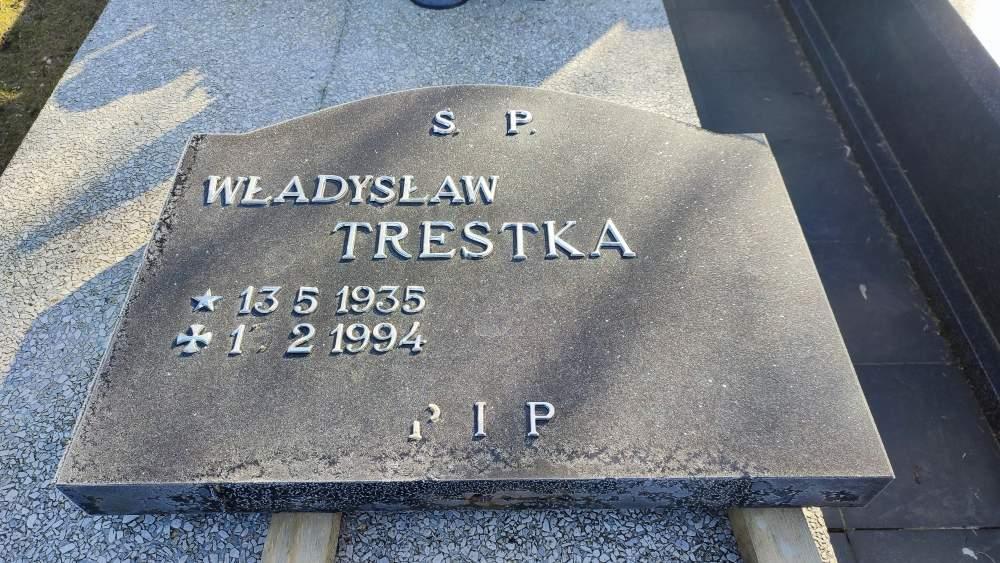 S. P.
WŁADYSŁAW
TRESTKA
13 5 1935
2 1994
I P